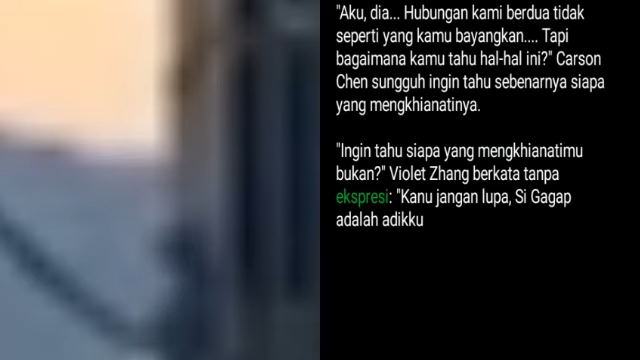 "Aku, dia... Hubungan kami berdua tidak
seperti yang kamu bayangkan.... Tapi
bagaimana kamu tahu hal-hal ini?" Carson
Chen sungguh ingin tahu sebenarnya siapa
yang mengkhianatinya.
"Ingin tahu siapa yang mengkhianatimu
bukan?" Violet Zhang berkata tanpa
ekspresi: "Kanu jangan lupa, Si Gagap
adalah adikku